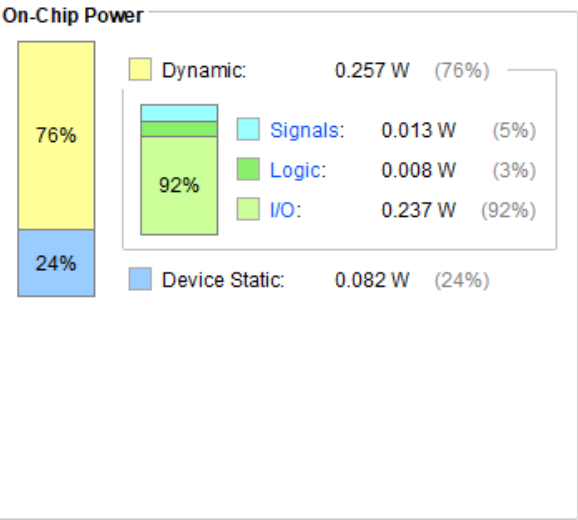 On-Chip Power
Dynamic: 0.257 W (76%)
76%
Signals: 0.013 W (5%)
Logic: 0.008 W (3%)
92%
I/O: 0.237 W (92%)
24%
Device Static: 0.082 W (24%)